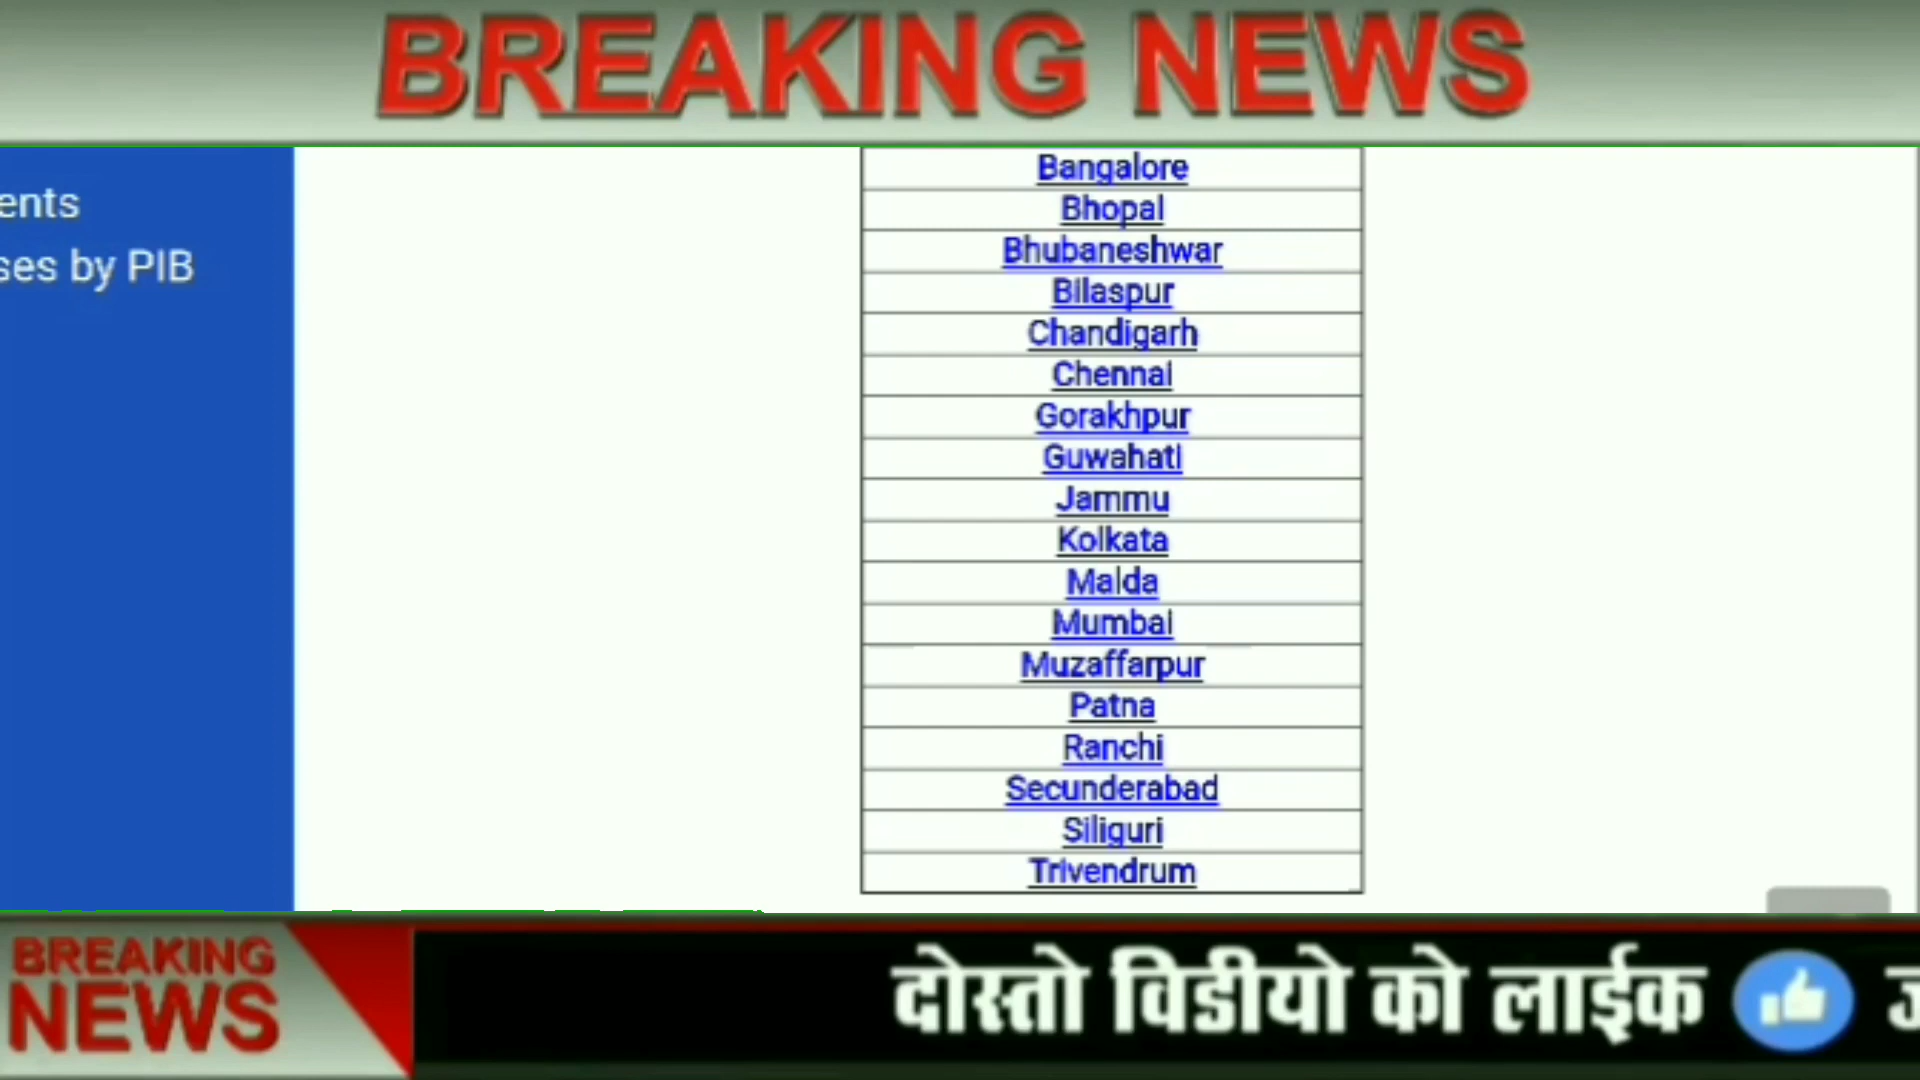 BREAKING NEWS
ents
ses by PIB
Bangalore
Bhopal
Bhubaneshwar
Bilaspur
Chandigarh
Chennai
Gorakhpur
Guwahati
Jammu
Kolkata
Malda
Mumbai
Muzaffarpur
Patna
Ranchi
Secunderabad
Siliguri
Trivendrum
BREAKING
NEWS
दोस्तो विडीयो को लाईक